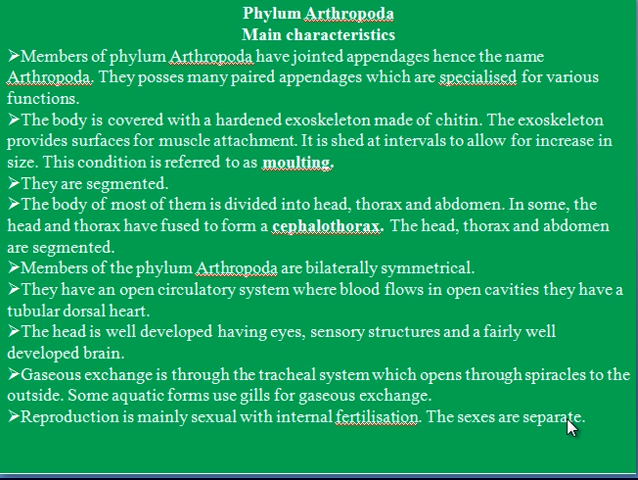 Phylum Arthropoda
Main characteristics
➢Members of phylum Arthropoda have jointed appendages hence the name
Arthropoda. They posses many paired appendages which are specialised for various
functions.
➢The body is covered with a hardened exoskeleton made of chitin. The exoskeleton
provides surfaces for muscle attachment. It is shed at intervals to allow for increase in
size. This condition is referred to as moulting.
➢They are segmented.
➢The body of most of them is divided into head, thorax and abdomen. In some, the
head and thorax have fused to form a cephalothorax. The head, thorax and abdomen
are segmented.
➢Members of the phylum Arthropoda are bilaterally symmetrical.
➢They have an open circulatory system where blood flows in open cavities they have a
tubular dorsal heart.
➢The head is well developed having eyes, sensory structures and a fairly well
developed brain.
➢Gaseous exchange is through the tracheal system which opens through spiracles to the
outside. Some aquatic forms use gills for gaseous exchange.
➢Reproduction is mainly sexual with internal fertilisation. The sexes are separate.